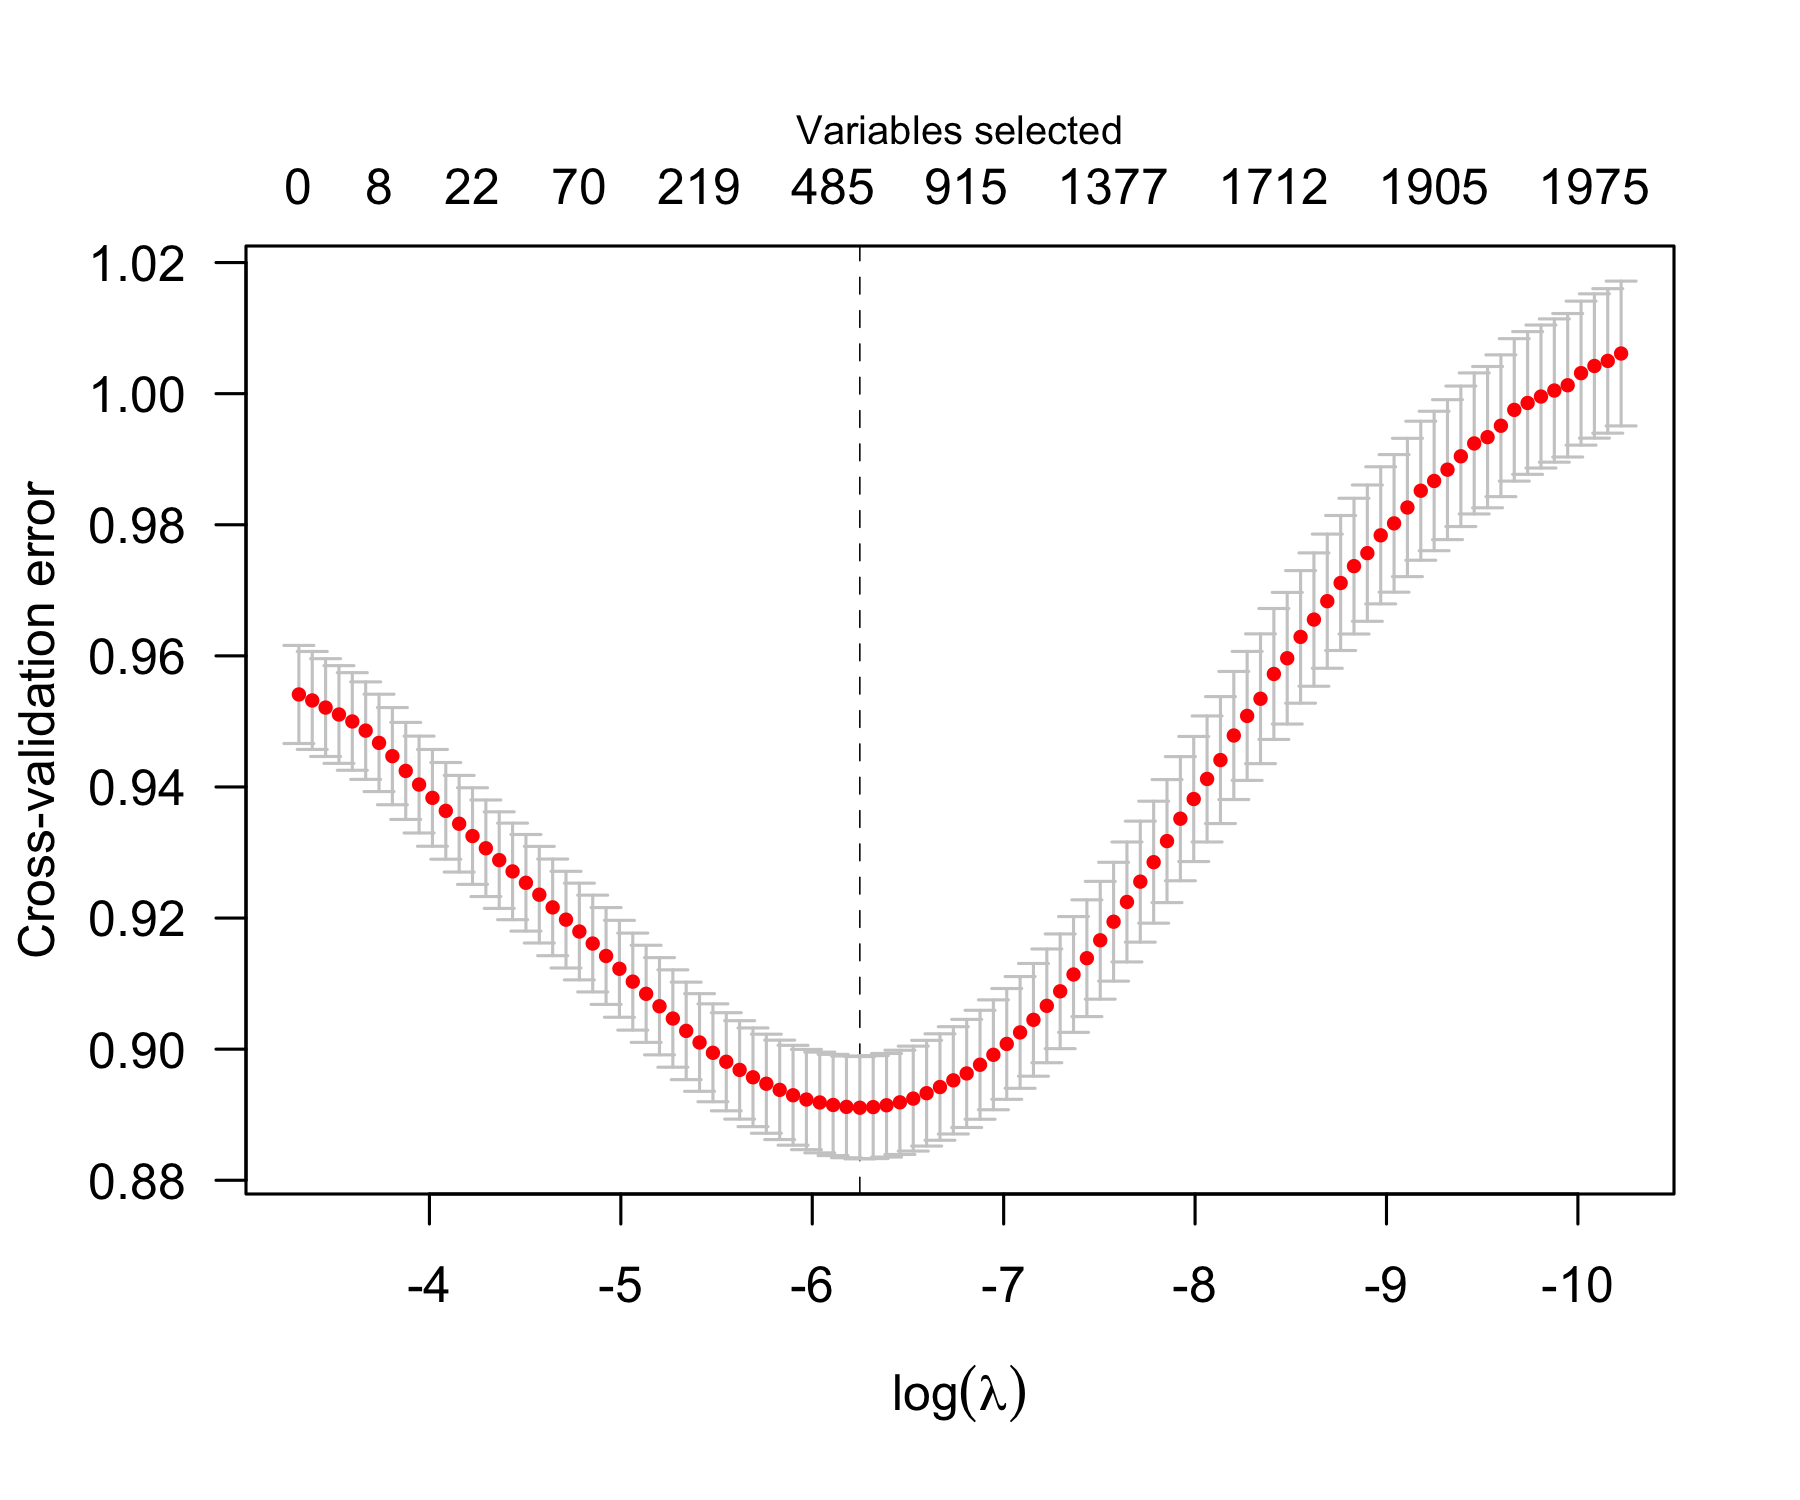 Variables selected
0 8 22 70 219 485 915 1377 1712 1905 1975
1.02
1.00
0.98
0.96
0.94
0.92
0.90
0.88
Cross-validation error
-4 -5 -6 -7 -8 -9 -10
log(λ)